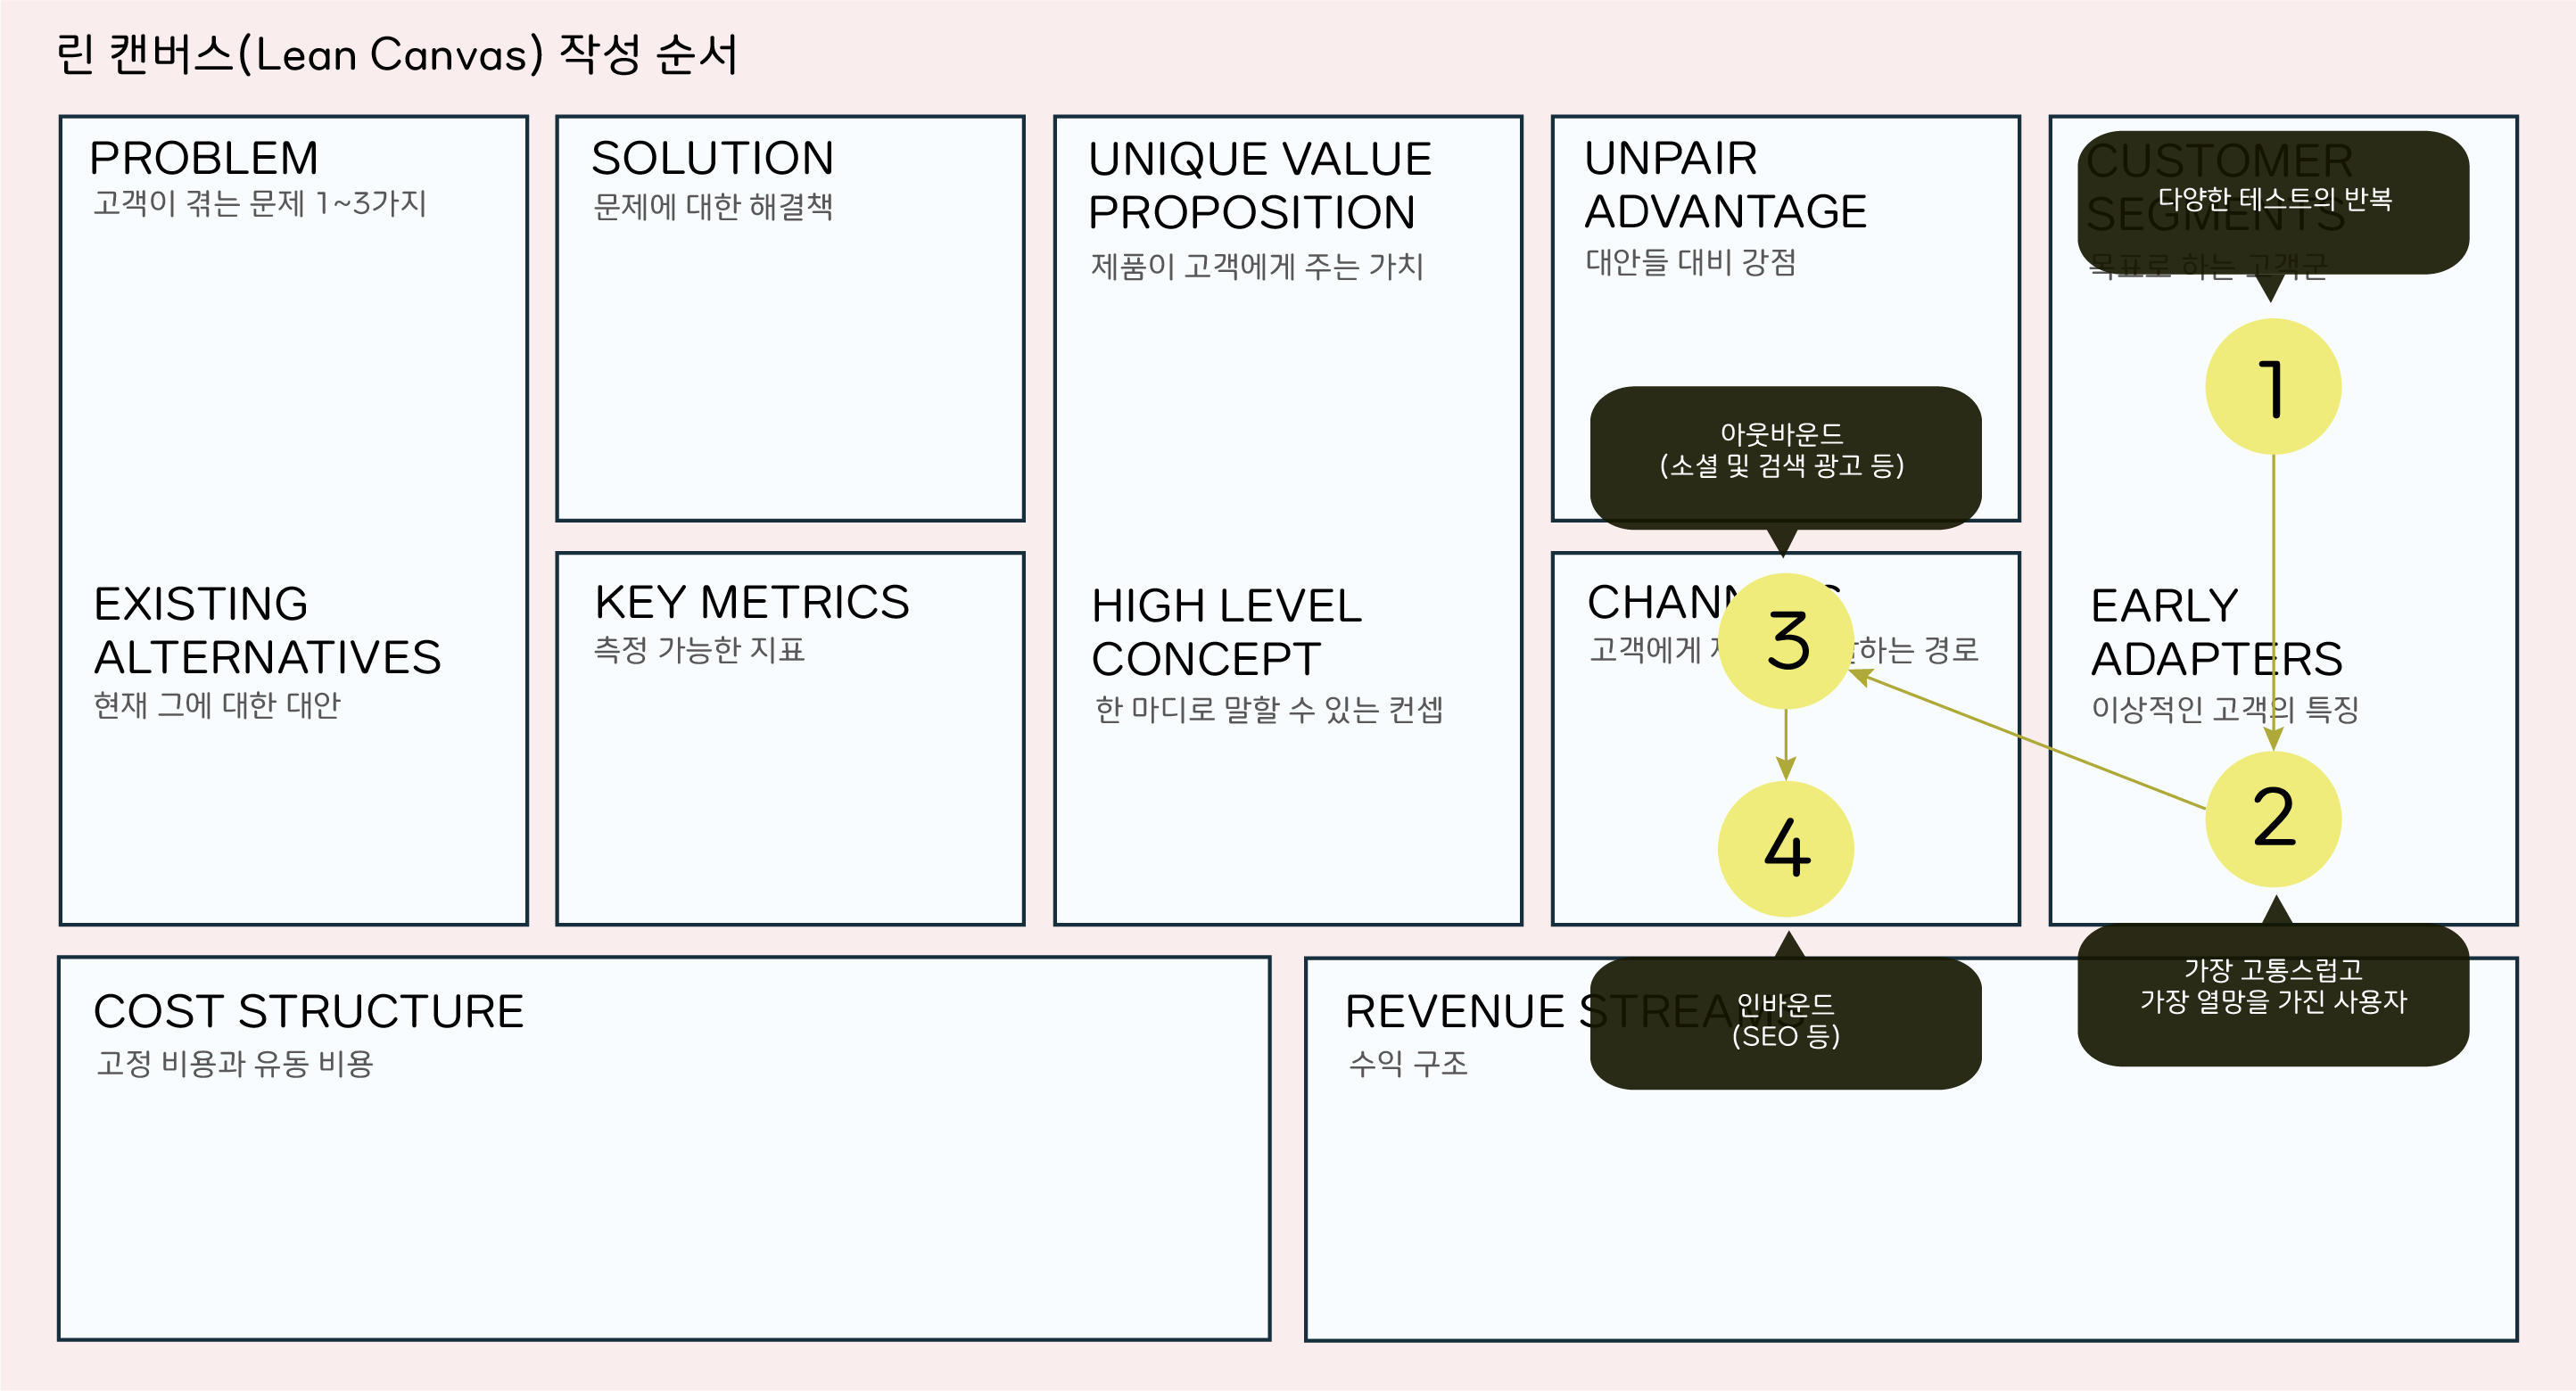 린 캔버스(Lean Canvas) 작성 순서
PROBLEM
고객이 겪는 문제 1~3가지
EXISTING
ALTERNATIVES
현재 그에 대한 대안
SOLUTION
문제에 대한 해결책
KEY METRICS
측정 가능한 지표
UNIQUE VALUE
PROPOSITION
제품이 고객에게 주는 가치
HIGH LEVEL
CONCEPT
한 마디로 말할 수 있는 컨셉
UNPAIR
ADVANTAGE
대안들 대비 강점
아웃바운드
(소셜 및 검색 광고 등)
3
고객에게 경로
4
인바운드
(SEO 등)
CUSTOMER
SEGMENTS
목표로 하는 고객군
다양한 테스트의 반복
1
EARLY
ADAPTERS
이상적인 고객의 특징
2
가장 고통스럽고
가장 열망을 가진 사용자
COST STRUCTURE
고정 비용과 유동 비용
REVENUE STREAMS
수익 구조